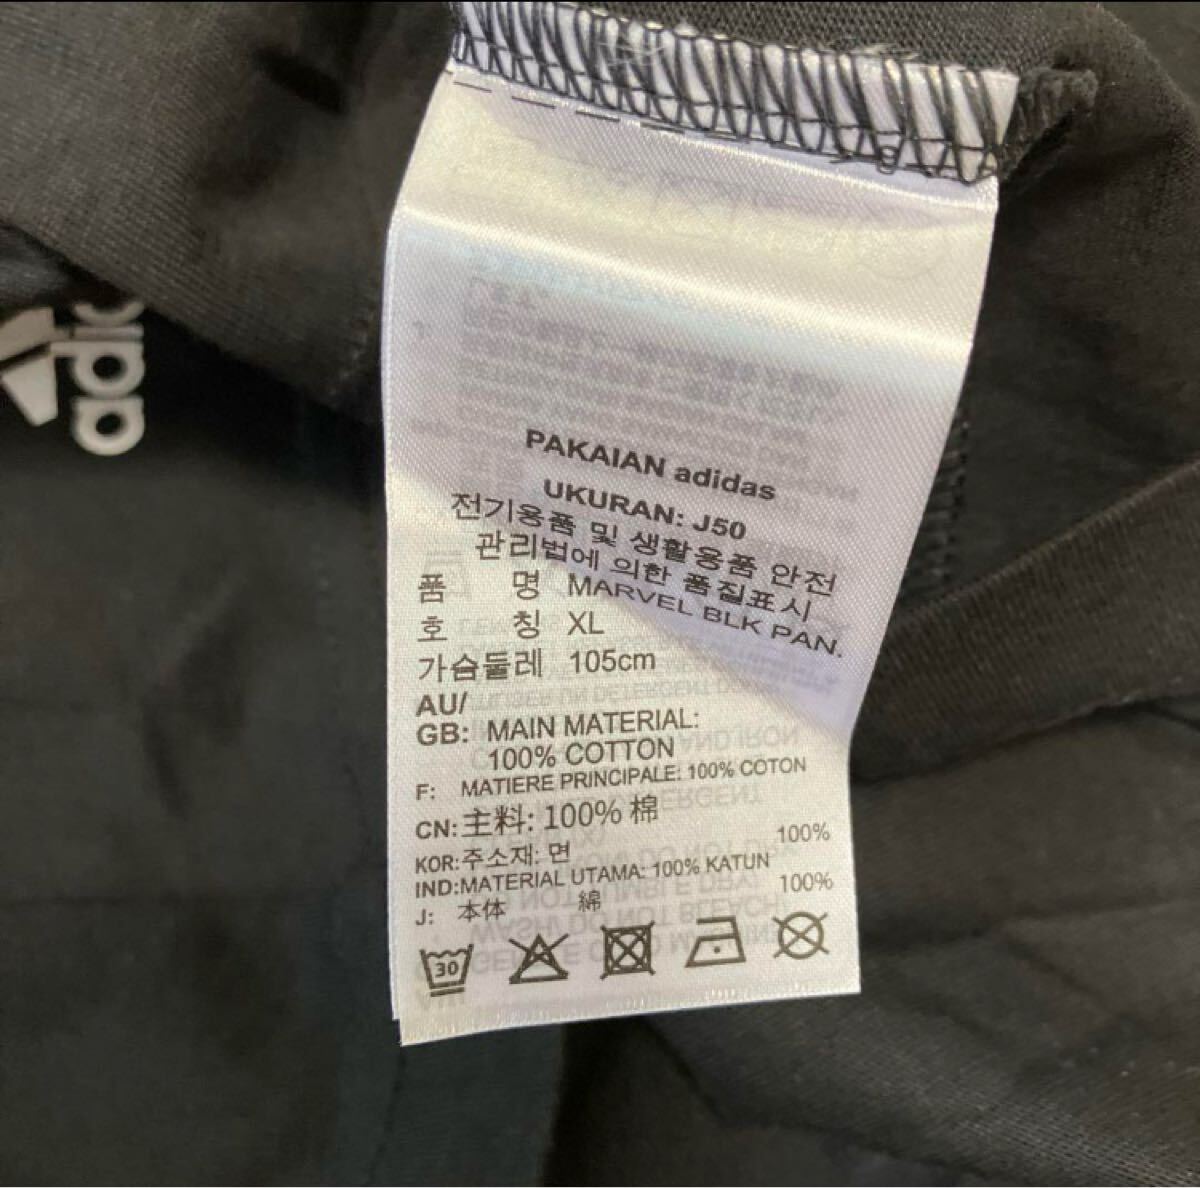 adid
PAKAIAN adidas
UKURAN: J50
전기용품 및 생활용품 안전
관리법에 의한 품질표시
품 명 MARVEL BLK PAN.
호 칭 XL
가슴둘레 105cm
AU/
GB: MAIN MATERIAL:
100% COTTON
F: MATIERE PRINCIPALE: 100% COTON
CN: 主料: 100% 棉
KOR: 주소재: 면 100%
IND: MATERIAL UTAMA: 100% KATUN
J: 本体 綿 100%
30